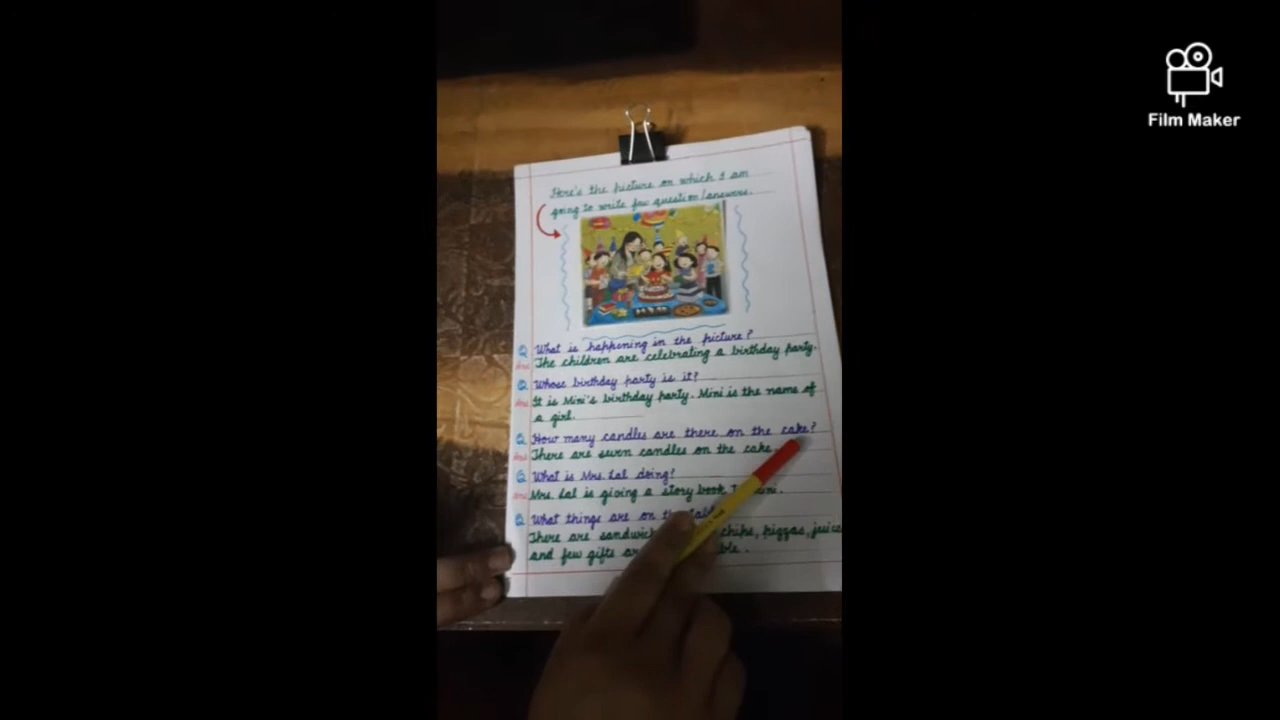 Here's the picture on which I am
going to write few question/answers.
Q What is happening in the picture?
Ans The children are celebrating a birthday party.
Q Whose birthday party is it?
Ans It is Mini's birthday party. Mini is the name of
a girl.
Q How many candles are there on the cake?
Ans There are seven candles on the cake.
Q What is Mrs. Lal doing?
Ans Mrs. Lal is giving a story book
Q What things are on
There are chips, pizzas,
and few gifts
Film Maker